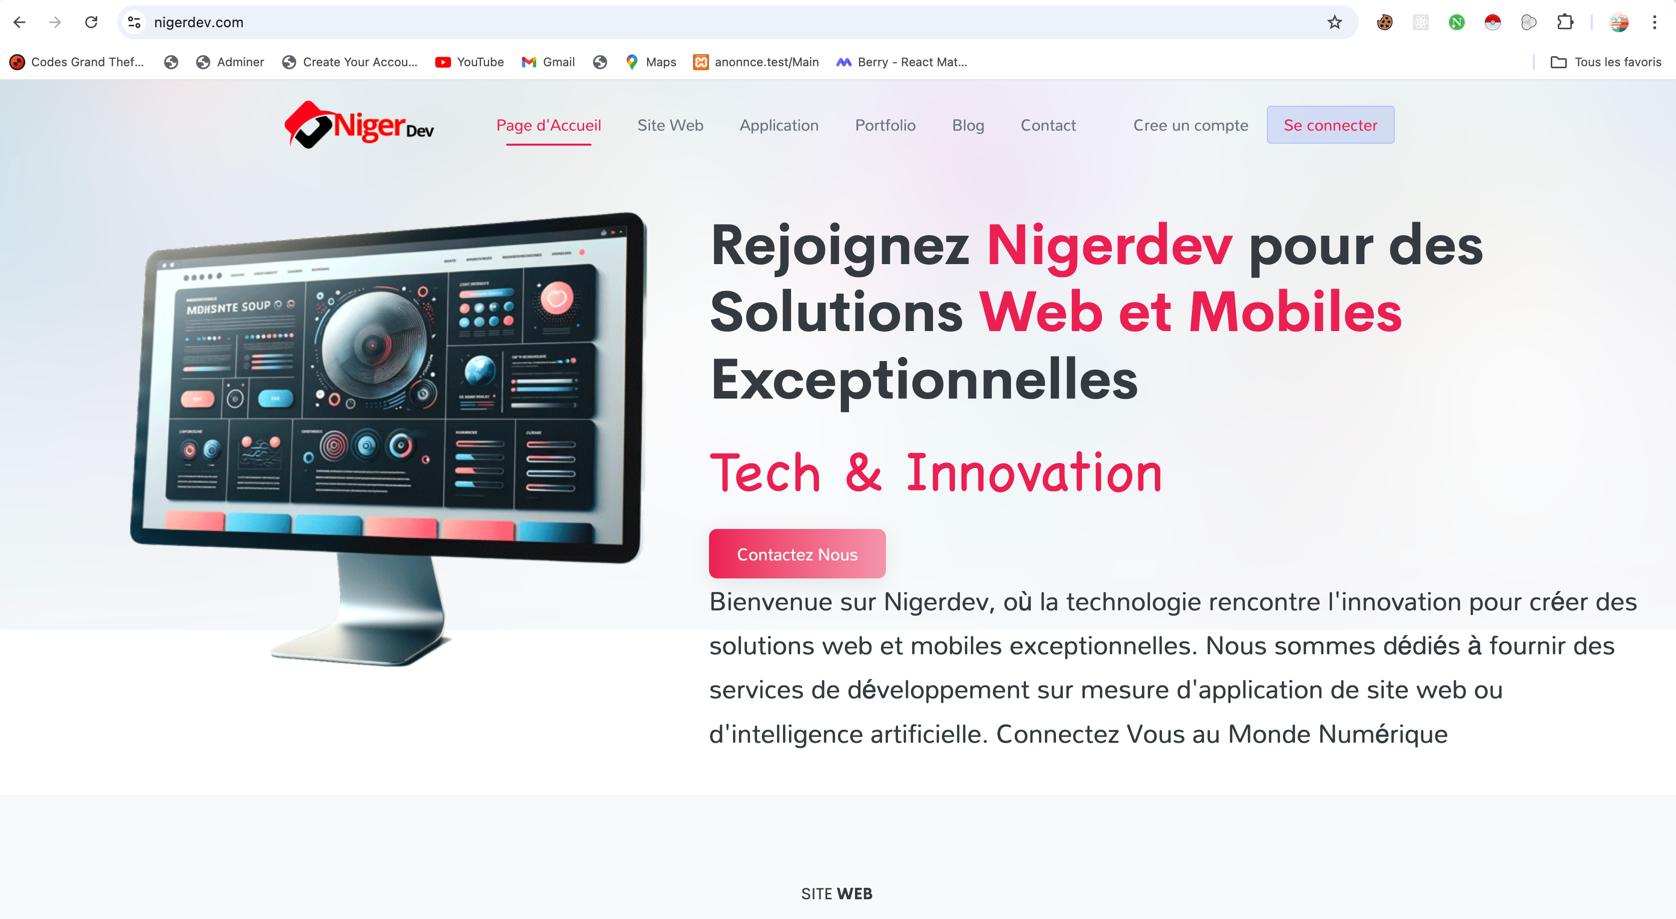 nigerdev.com
Codes Grand Thef...
Adminer
Create Your Accou...
YouTube
Gmail
Maps
anonnce.test/Main
Berry - React Mat...
Tous les favoris
NigerDev
Page d'Accueil
Site Web
Application
Portfolio
Blog
Contact
Cree un compte
Se connecter
MDHSNTE SOUP
Rejoignez Nigerdev pour des
Solutions Web et Mobiles
Exceptionnelles
Tech & Innovation
Contactez Nous
Bienvenue sur Nigerdev, où la technologie rencontre l'innovation pour créer des
solutions web et mobiles exceptionnelles. Nous sommes dédiés à fournir des
services de développement sur mesure d'application de site web ou
d'intelligence artificielle. Connectez Vous au Monde Numérique
SITE WEB